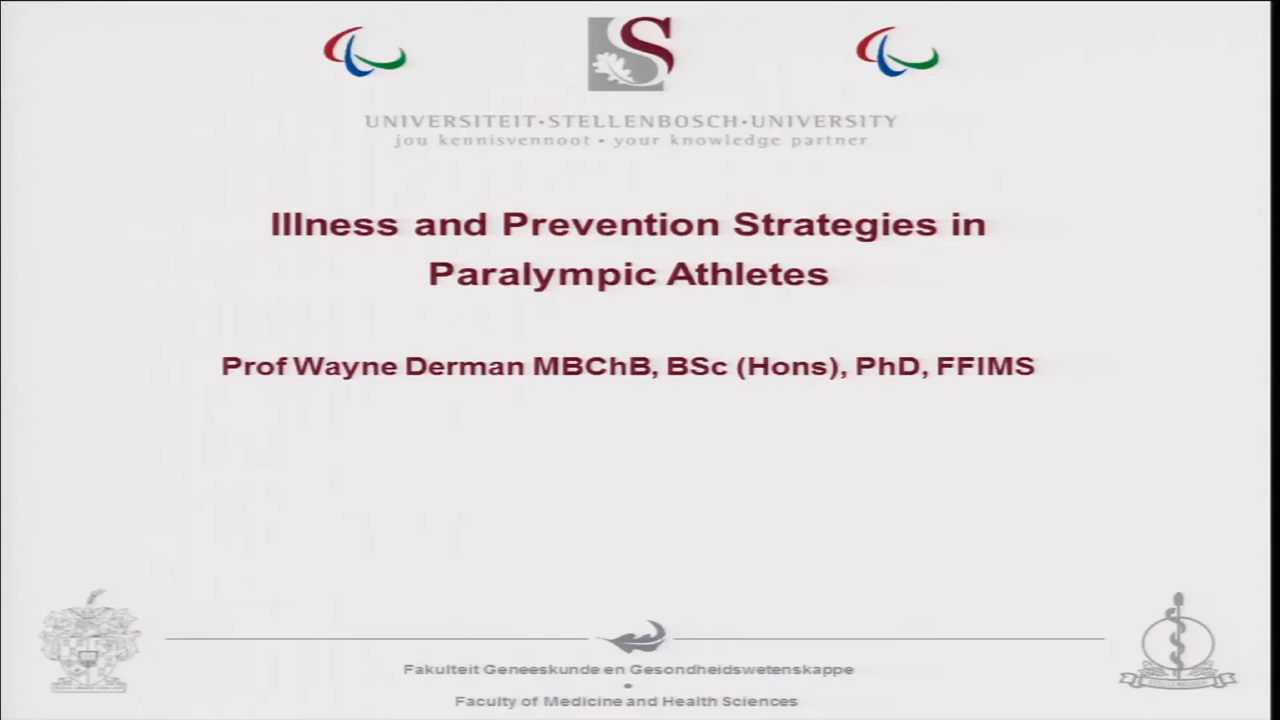 S
UNIVERSITEIT•STELLENBOSCH•UNIVERSITY
jou kennisvennoot • your knowledge partner
Illness and Prevention Strategies in
Paralympic Athletes
Prof Wayne Derman MBChB, BSc (Hons), PhD, FFIMS
Fakulteit Geneeskunde en Gesondheidswetenskappe
•
Faculty of Medicine and Health Sciences